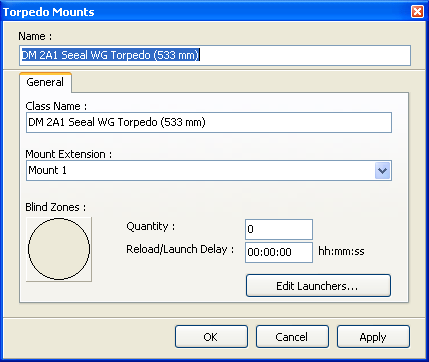 Torpedo Mounts
Name :
DM 2A1 Seeal WG Torpedo (533 mm)
General
Class Name :
DM 2A1 Seeal WG Torpedo (533 mm)
Mount Extension :
Mount 1
Blind Zones :
Quantity :
0
Reload/Launch Delay :
00:00:00
hh:mm:ss
Edit Launchers...
OK
Cancel
Apply